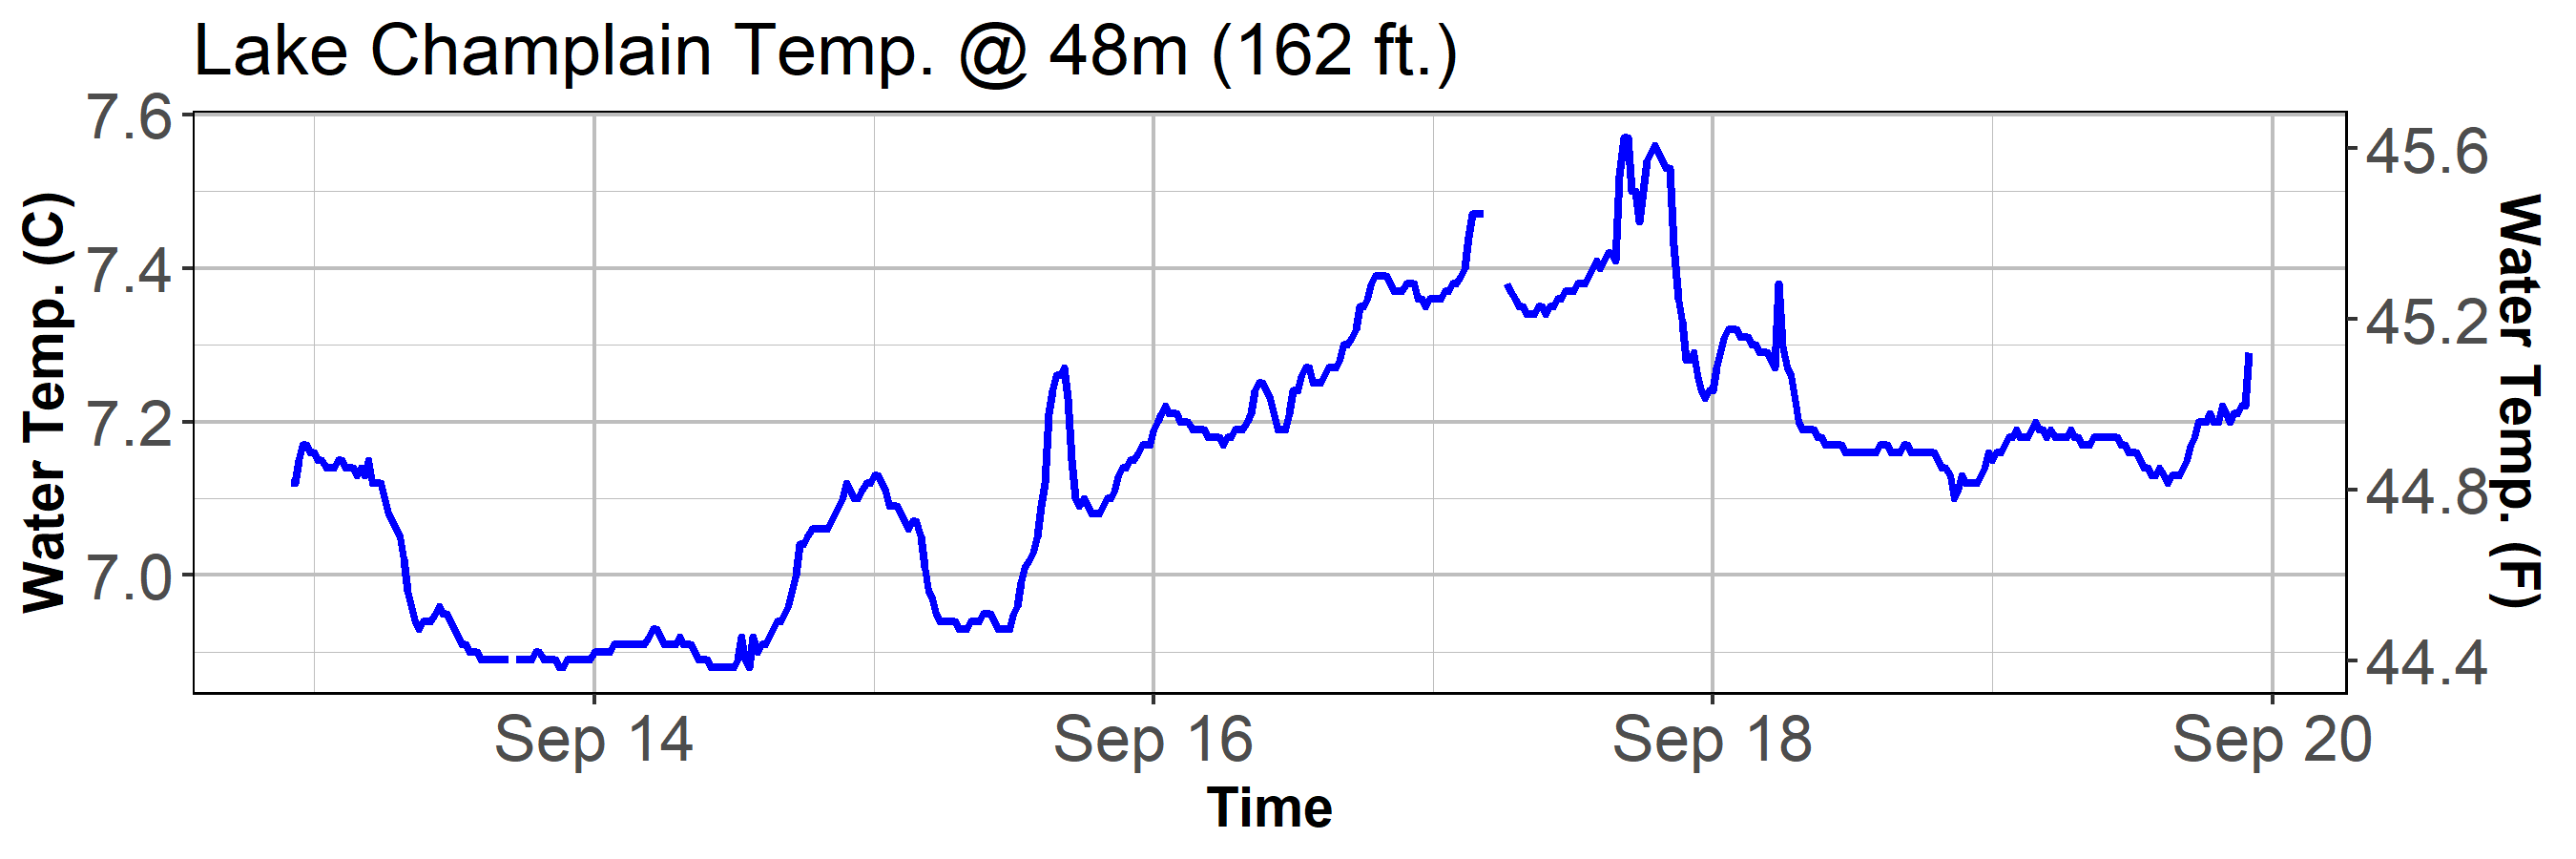 Lake Champlain Temp. @ 48m (162 ft.)
Water Temp. (C)
7.6
7.4
7.2
7.0
45.6
45.2
44.8
44.4
Water Temp. (F)
Sep 14 Sep 16 Sep 18 Sep 20
Time